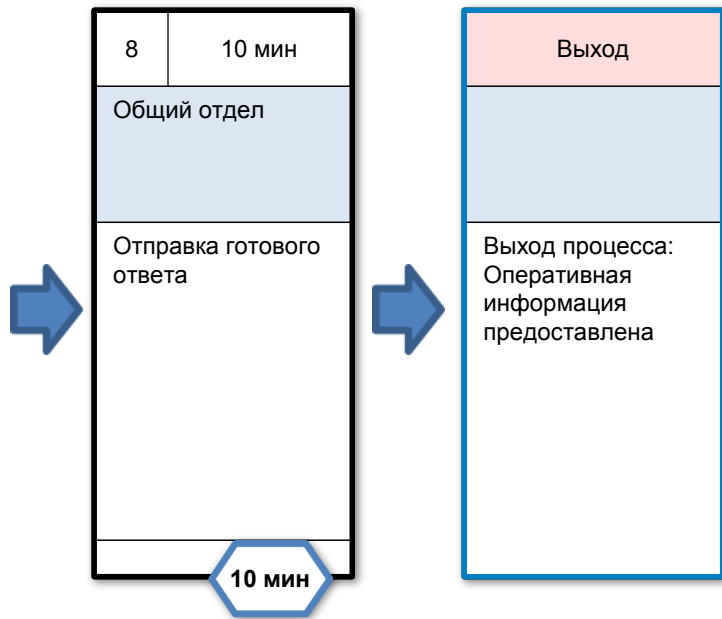 8
10 мин
Общий отдел
Отправка готового
ответа
10 мин
Выход
Выход процесса:
Оперативная
информация
предоставлена